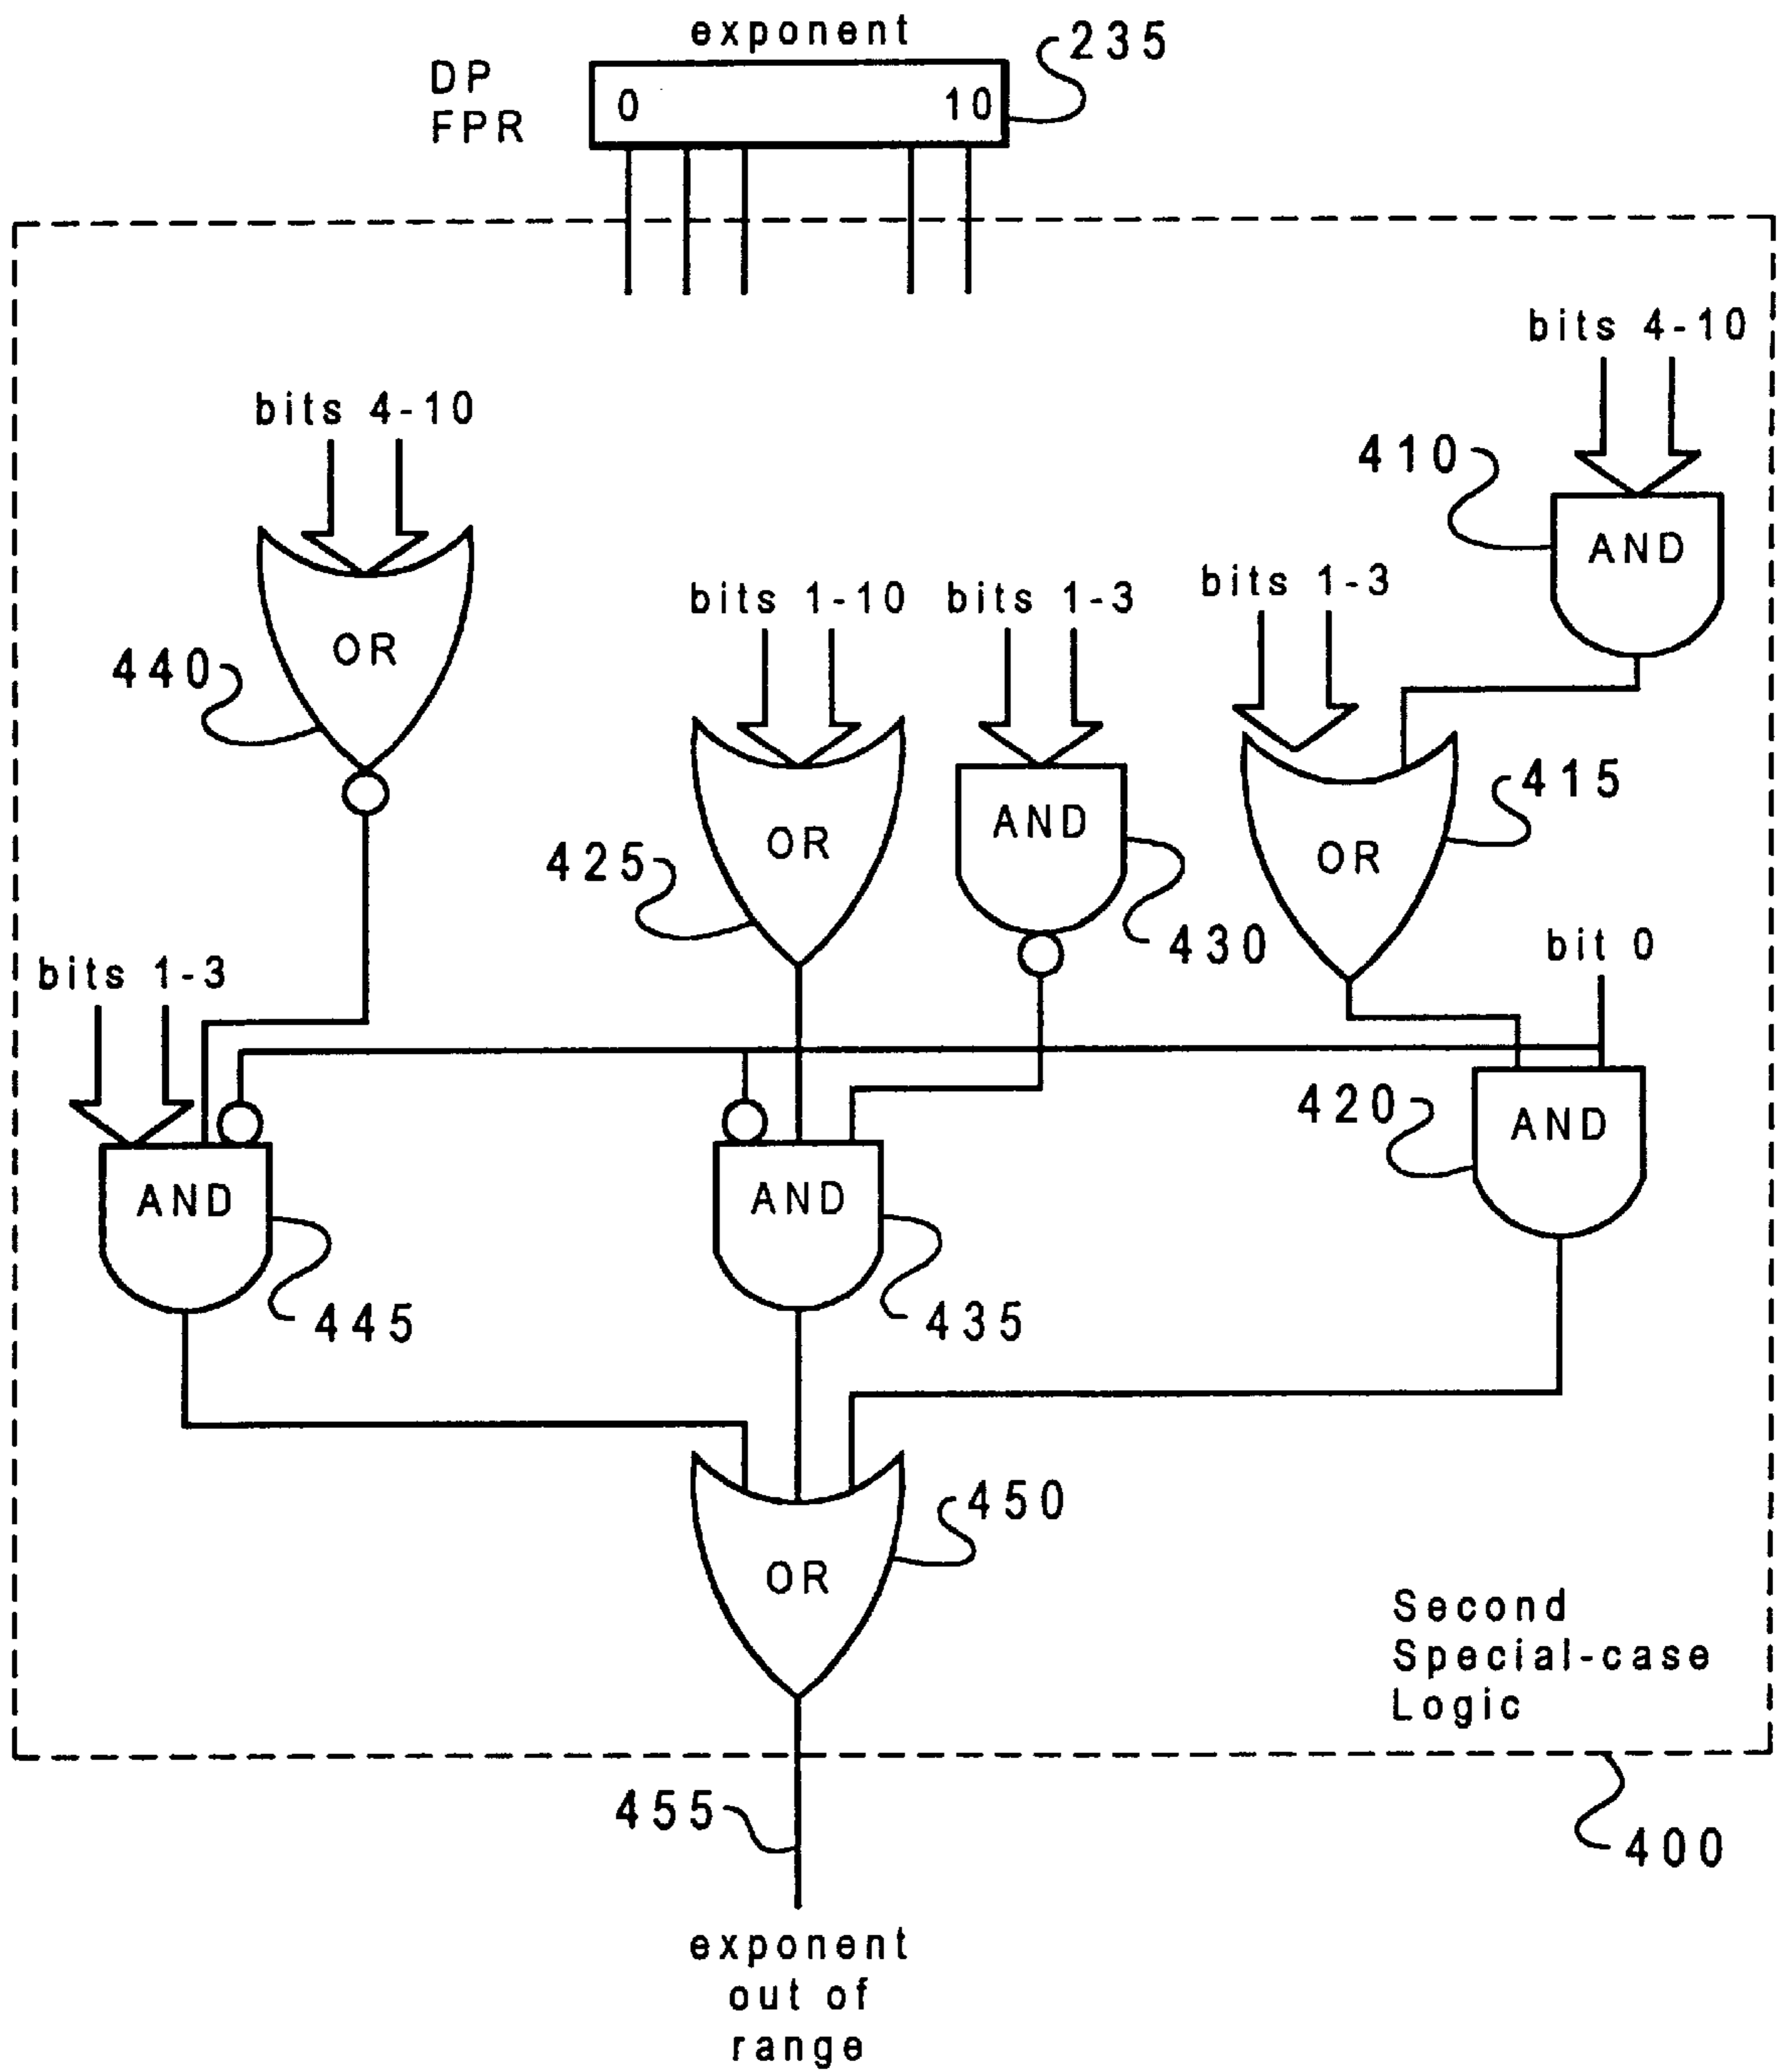 exponent
235
DP
FPR
0
10
bits 4-10
bits 4-10
410
AND
bits 1-3
bits 1-10
bits 1-3
OR
440
415
AND
OR
OR
425
430
bit 0
bits 1-3
420
AND
AND
AND
445
435
450
OR
Second
Special-case
Logic
455
400
exponent
out of
range